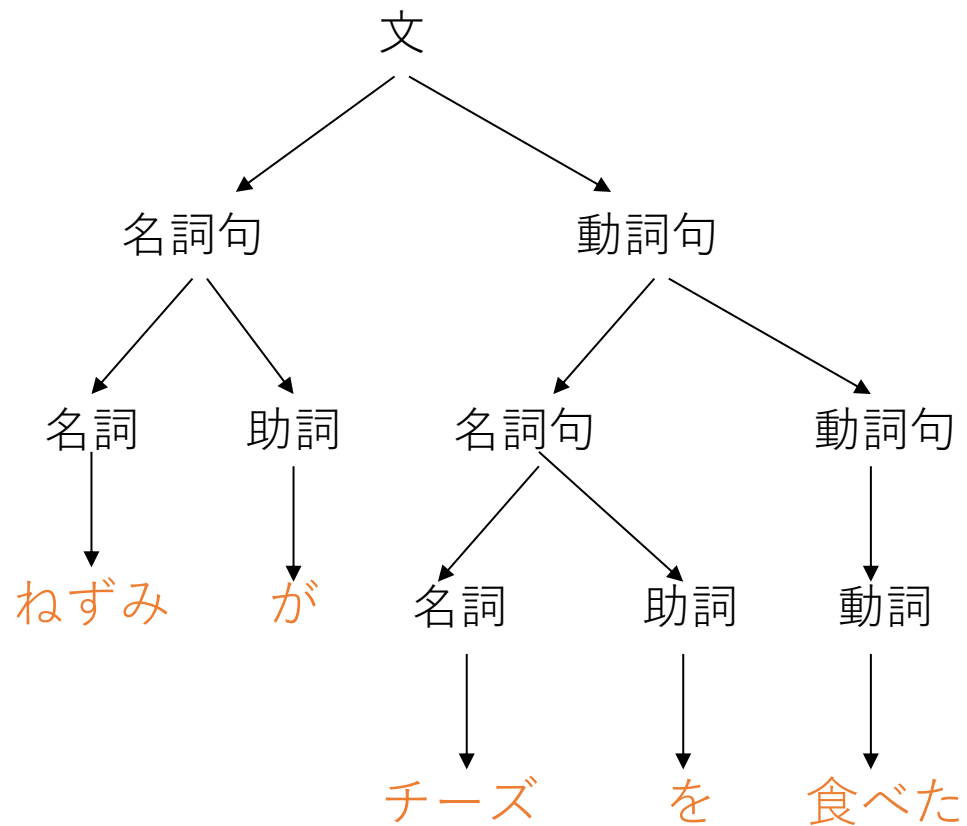 文
名詞句 動詞句
名詞 助詞 名詞句 動詞句
ねずみ が 名詞 助詞 動詞
チーズ を 食べた